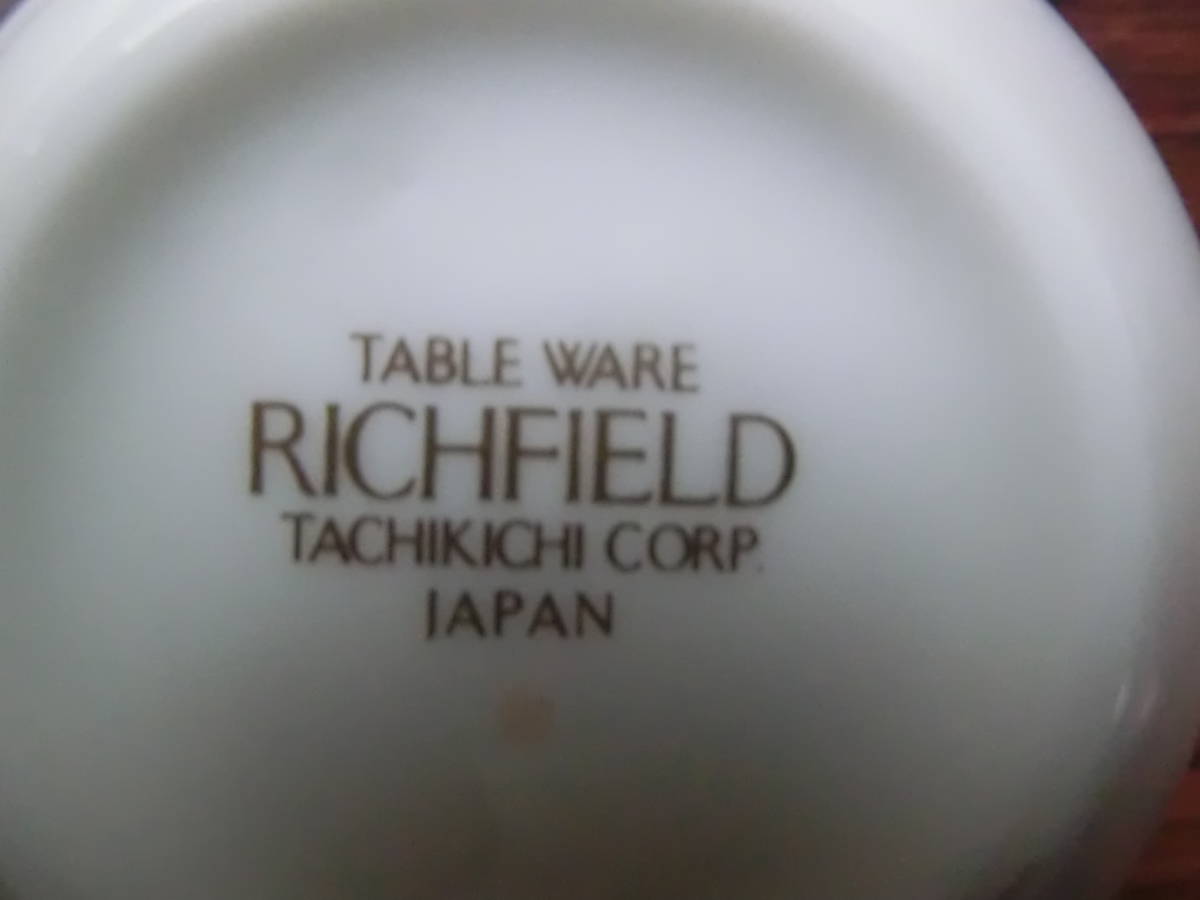 TABLE WARE
RICHFIELD
TACHIKICHI CORP.
JAPAN